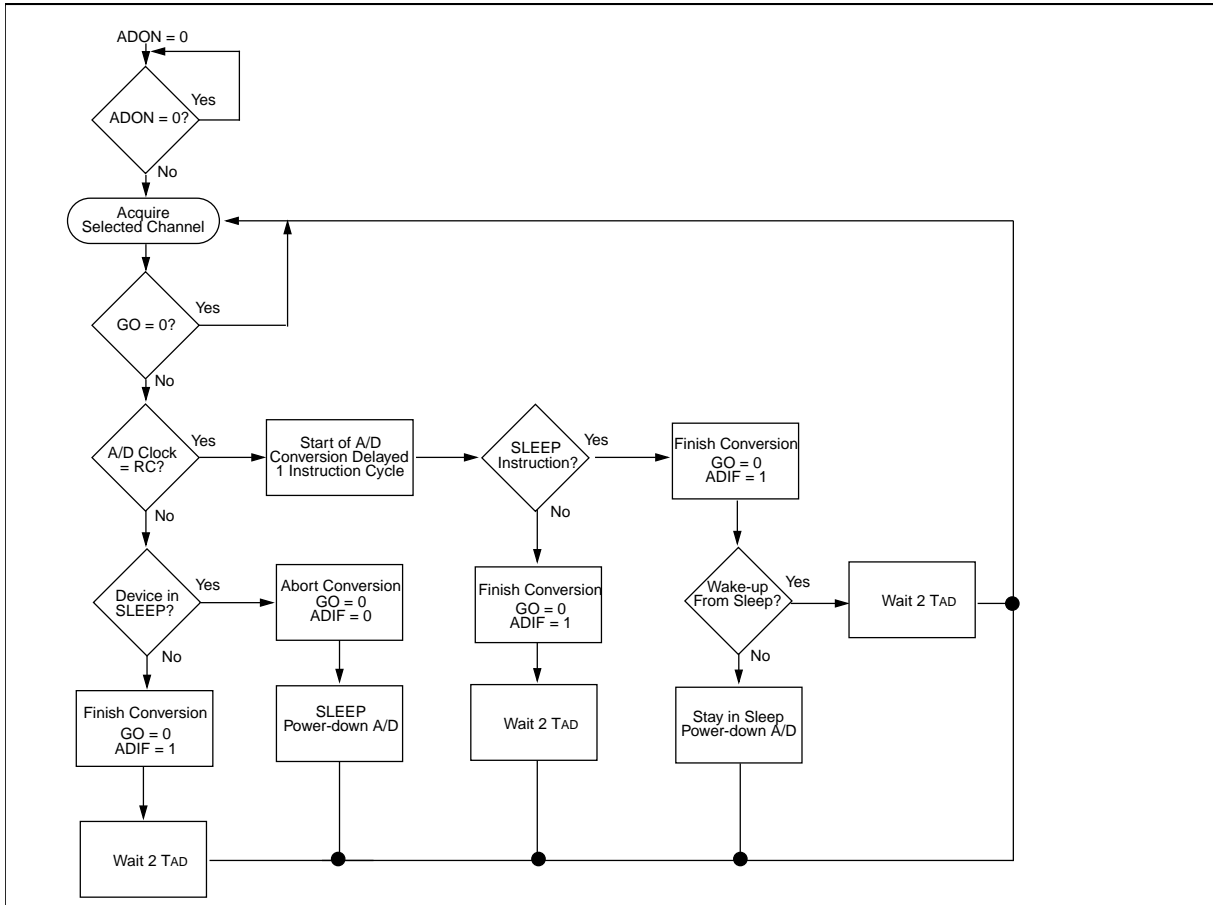 ADON = 0
Yes
ADON = 0?
No
Acquire
Selected Channel
Yes
GO = 0?
No
A/D Clock
= RC?
Yes
Start of A/D
Conversion Delayed
1 Instruction Cycle
SLEEP
Instruction?
Yes
Finish Conversion
GO = 0
ADIF = 1
No
No
Device in
SLEEP?
Yes
Abort Conversion
GO = 0
ADIF = 0
Finish Conversion
GO = 0
ADIF = 1
Wake-up
From Sleep?
Yes
Wait 2 TAD
No
No
Finish Conversion
GO = 0
ADIF = 1
SLEEP
Power-down A/D
Wait 2 TAD
Stay in Sleep
Power-down A/D
Wait 2 TAD